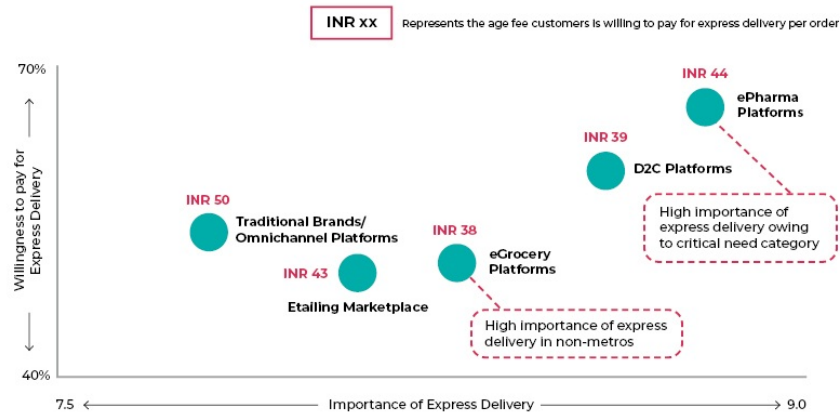 INR xx
Represents the age fee customers is willing to pay for express delivery per order
70%
INR 44
ePharma
Platforms
INR 39
D2C Platforms
High importance of
express delivery owing
to critical need category
INR 50
Traditional Brands/
Omnichannel Platforms
INR 38
eGrocery
Platforms
INR 43
Etailing Marketplace
High importance of express
delivery in non-metros
Willingness to pay for
Express Delivery
40%
7.5
Importance of Express Delivery
9.0